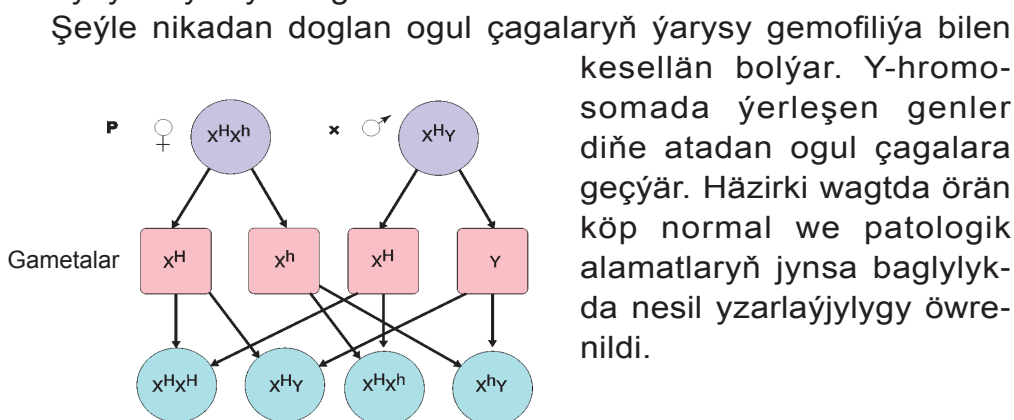 Şeýle nikadan doglan ogul çagalaryň ýarysy gemofiliýa bilen
kesellän bolýar. Y-hromo-
somada ýerleşen genler
diňe atadan ogul çagalara
geçýär. Häzirki wagtda örän
köp normal we patologik
alamatlaryň jynsa baglylyk-
da nesil yzarlaýjylygy öwre-
nildi.
P ♀ XᴴXʰ × ♂ XᴴY
Gametalar Xᴴ Xʰ Xᴴ Y
XᴴXᴴ XᴴY XᴴXʰ XʰY